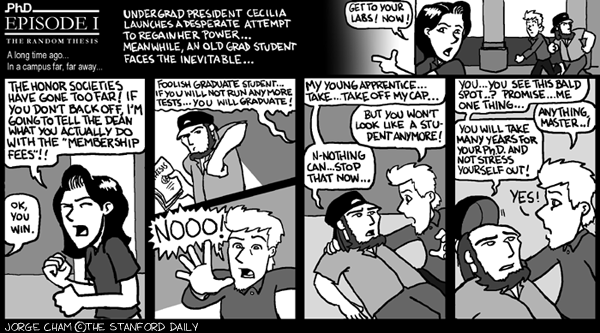 .PhD
EPISODE I
THE RANDOM THESIS
A long time ago...
In a campus far, far away...
UNDERGRAD PRESIDENT CECILIA
LAUNCHES A DESPERATE ATTEMPT
TO REGAIN HER POWER...
MEANWHILE, AN OLD GRAD STUDENT
FACES THE INEVITABLE...
GET TO YOUR
LABS! NOW!
THE HONOR SOCIETIES
HAVE GONE TOO FAR! IF
YOU DON'T BACK OFF, I'M
GOING TO TELL THE DEAN
WHAT YOU ACTUALLY DO
WITH THE "MEMBERSHIP
FEES"!!
OK,
YOU
WIN.
FOOLISH GRADUATE STUDENT...
IF YOU WILL NOT RUN ANYMORE
TESTS... YOU WILL GRADUATE!
NOOO!
MY YOUNG APPRENTICE...
TAKE...TAKE OFF MY CAP...
BUT YOU WON'T
LOOK LIKE A STU-
DENT ANYMORE!
N-NOTHING
CAN...STOP
THAT NOW...
YOU...YOU SEE THIS BALD
SPOT..? PROMISE...ME
ONE THING...
ANYTHING,
MASTER..!
YOU WILL TAKE
MANY YEARS FOR
YOUR PH.D. AND
NOT STRESS
YOURSELF OUT!
YES!
JORGE CHAM ©THE STANFORD DAILY